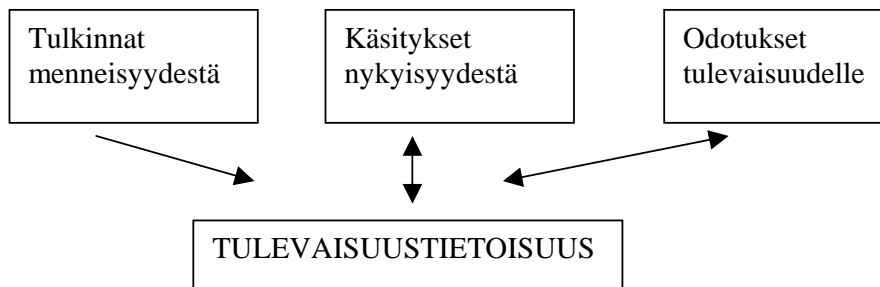 Tulkinnat
menneisyydestä
Käsitykset
nykyisyydestä
Odotukset
tulevaisuudelle
TULEVAISUUSTIETOISUUS